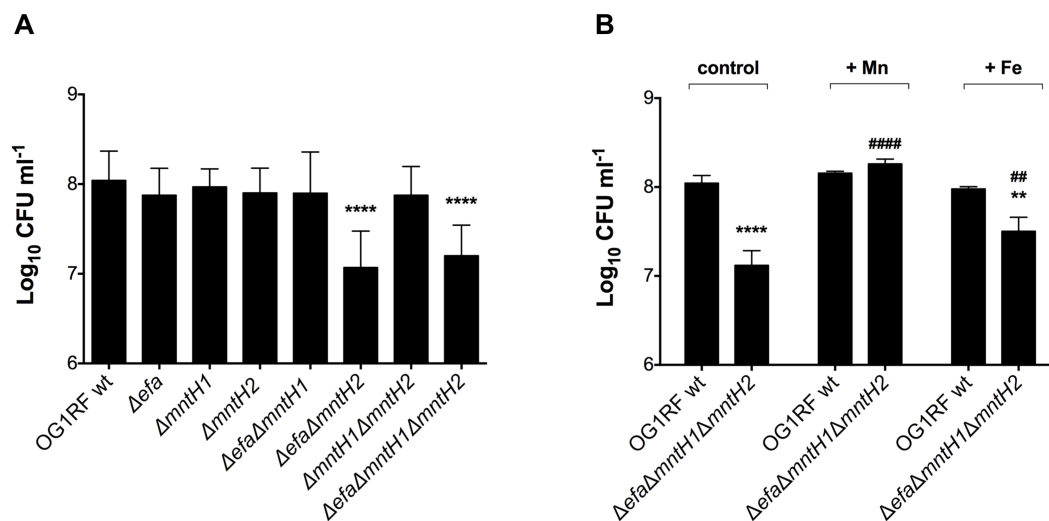 A
Log10 CFU ml-1
9
8
7
6
****
****
OG1RF wt
Δefa
ΔmntH1
ΔmntH2
ΔefaΔmntH1
ΔefaΔmntH2
ΔmntH1ΔmntH2
ΔefaΔmntH1ΔmntH2
B
control
+ Mn
+ Fe
Log10 CFU ml-1
9
8
7
6
****
####
##
**
OG1RF wt
ΔefaΔmntH1ΔmntH2
OG1RF wt
ΔefaΔmntH1ΔmntH2
OG1RF wt
ΔefaΔmntH1ΔmntH2